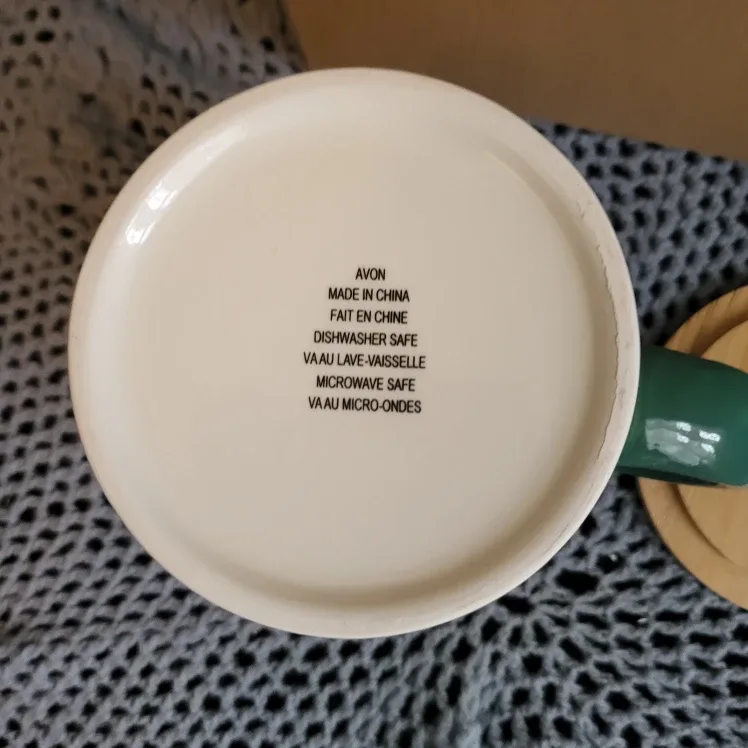 AVON
MADE IN CHINA
FAIT EN CHINE
DISHWASHER SAFE
VA AU LAVE-VAISSELLE
MICROWAVE SAFE
VA AU MICRO-ONDES